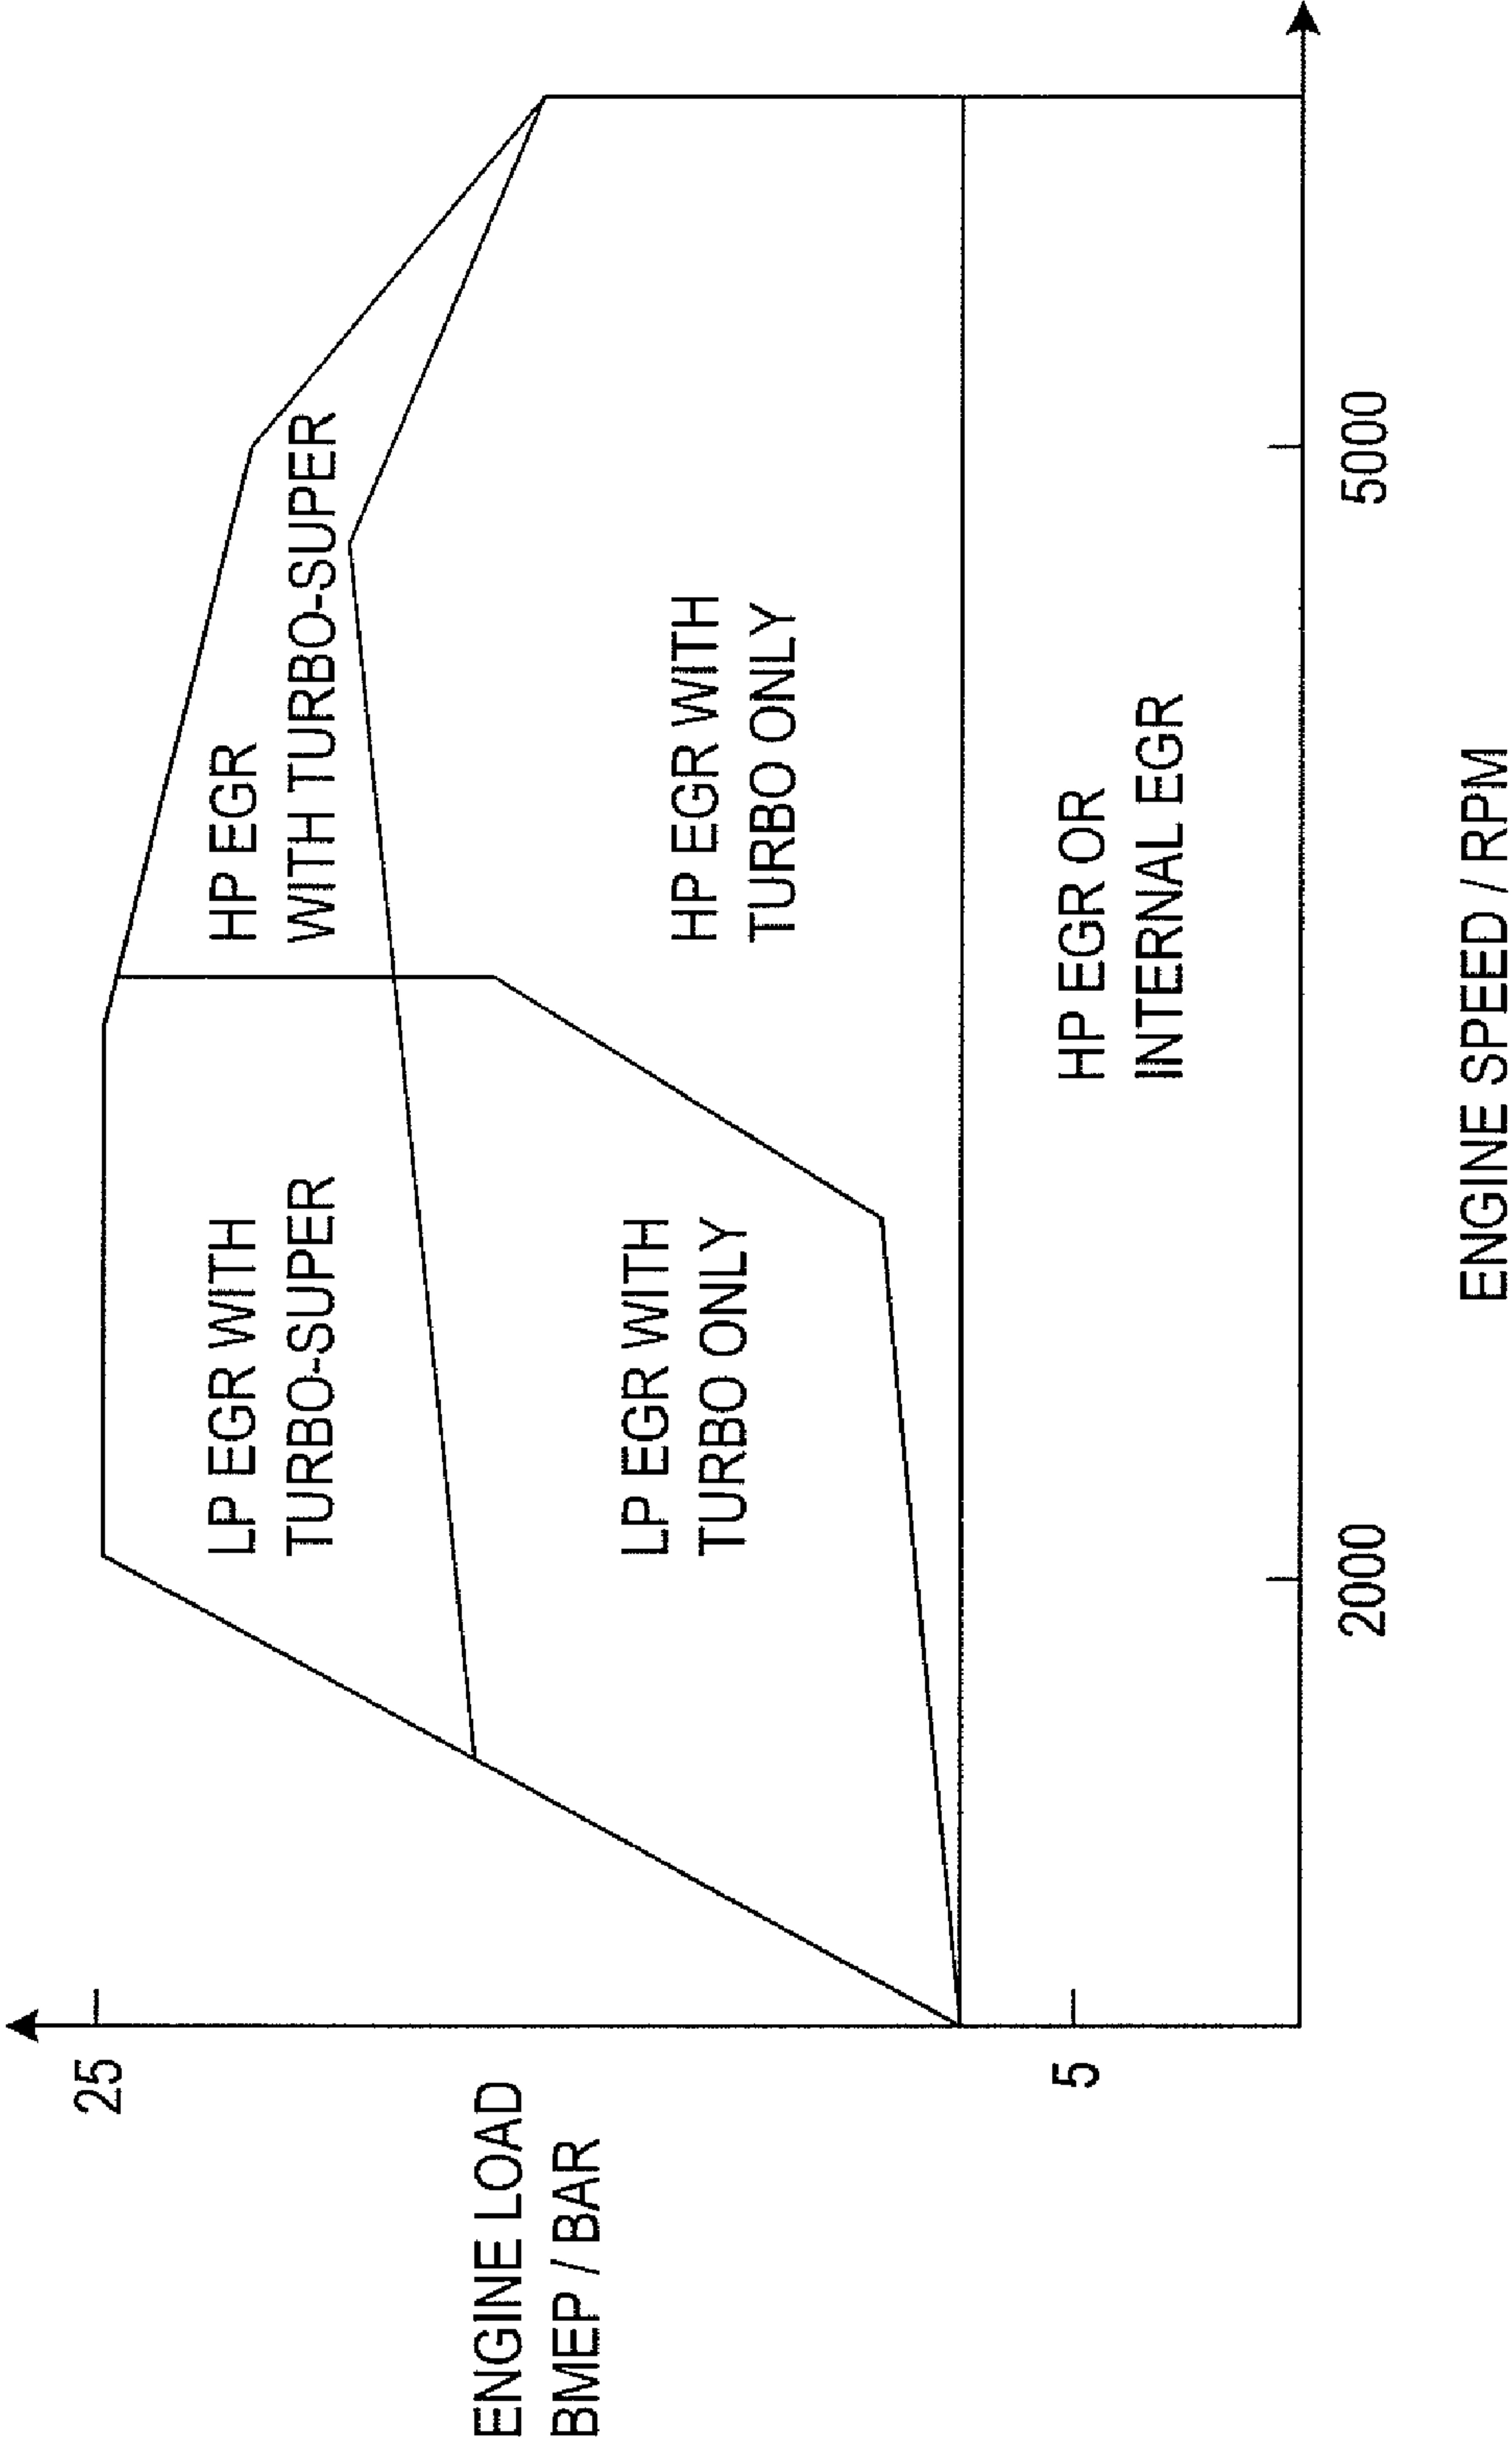 25
ENGINE LOAD
BMEP / BAR
5
LP EGR WITH
TURBO-SUPER
HP EGR
WITH TURBO-SUPER
LP EGR WITH
TURBO ONLY
HP EGR WITH
TURBO ONLY
HP EGR OR
INTERNAL EGR
2000
5000
ENGINE SPEED / RPM